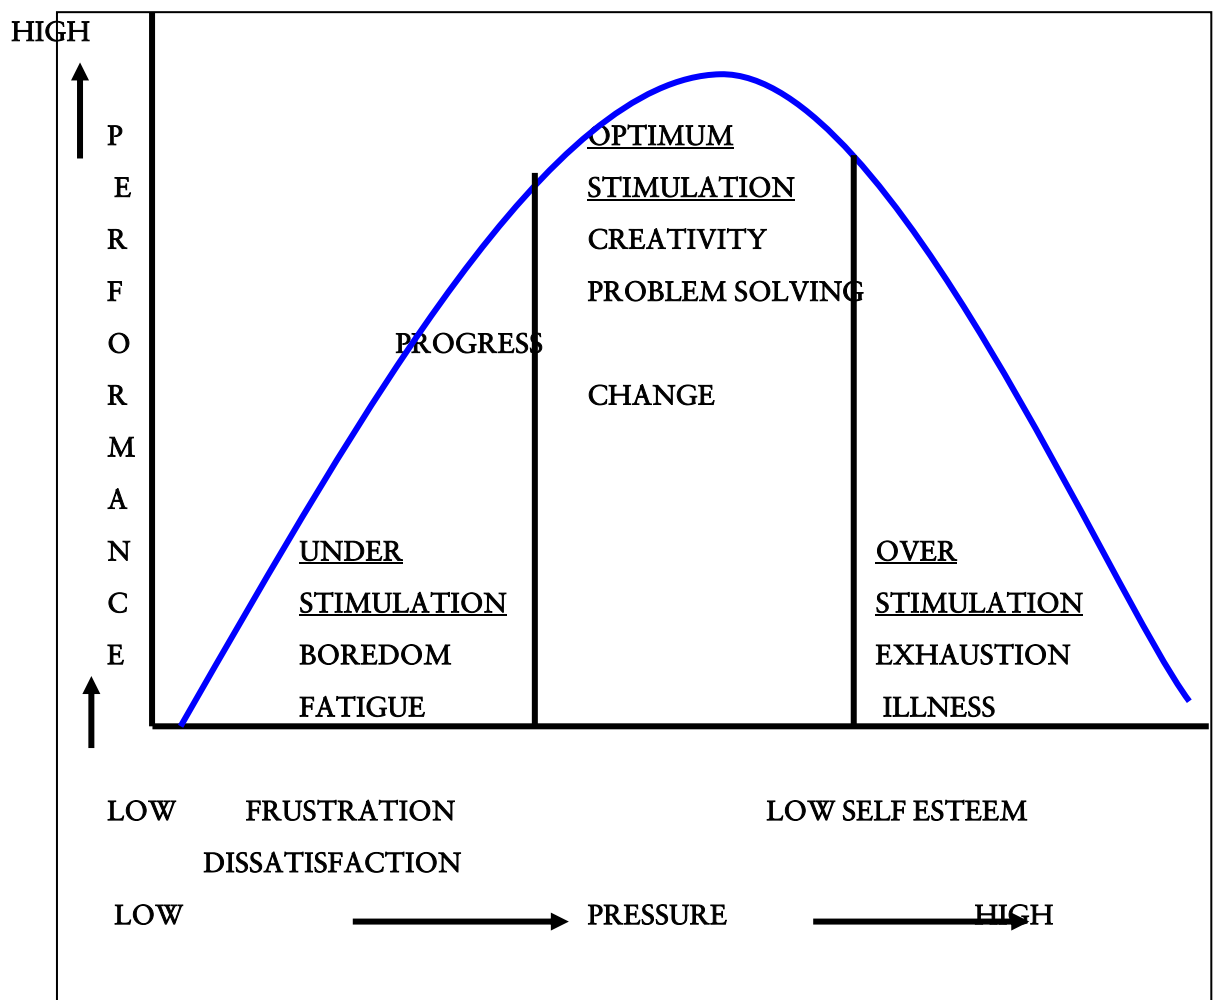 HIGH
P OPTIMUM
E STIMULATION
R CREATIVITY
F PROBLEM SOLVING
O PROGRESS
R CHANGE
M
A
N UNDER OVER
C STIMULATION STIMULATION
E BOREDOM EXHAUSTION
FATIGUE ILLNESS
LOW FRUSTRATION LOW SELF ESTEEM
DISSATISFACTION
LOW PRESSURE HIGH